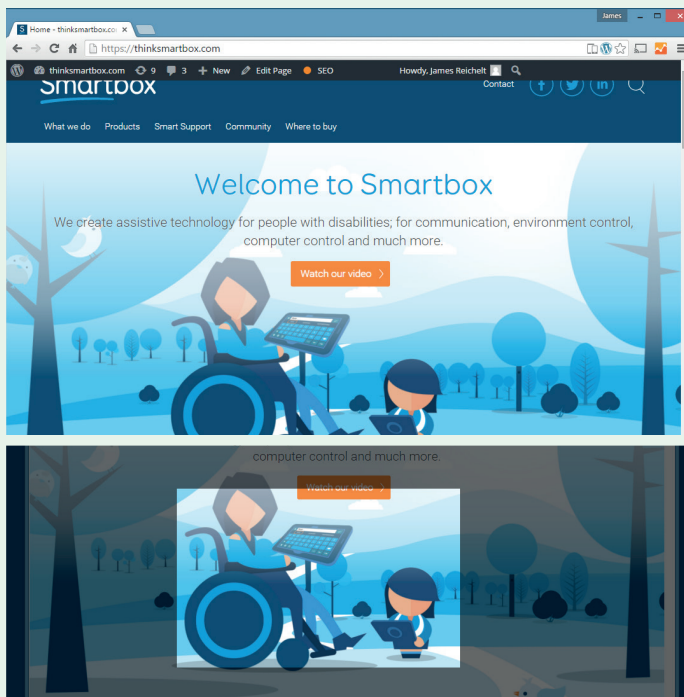 James
S Home - thinksmartbox.co
https://thinksmartbox.com
thinksmartbox.com 9 3 + New Edit Page SEO Howdy, James Reichelt
Smartbox
Contact
What we do Products Smart Support Community Where to buy
Welcome to Smartbox
We create assistive technology for people with disabilities; for communication, environment control,
computer control and much more.
Watch our video
computer control and much more.
Watch our video